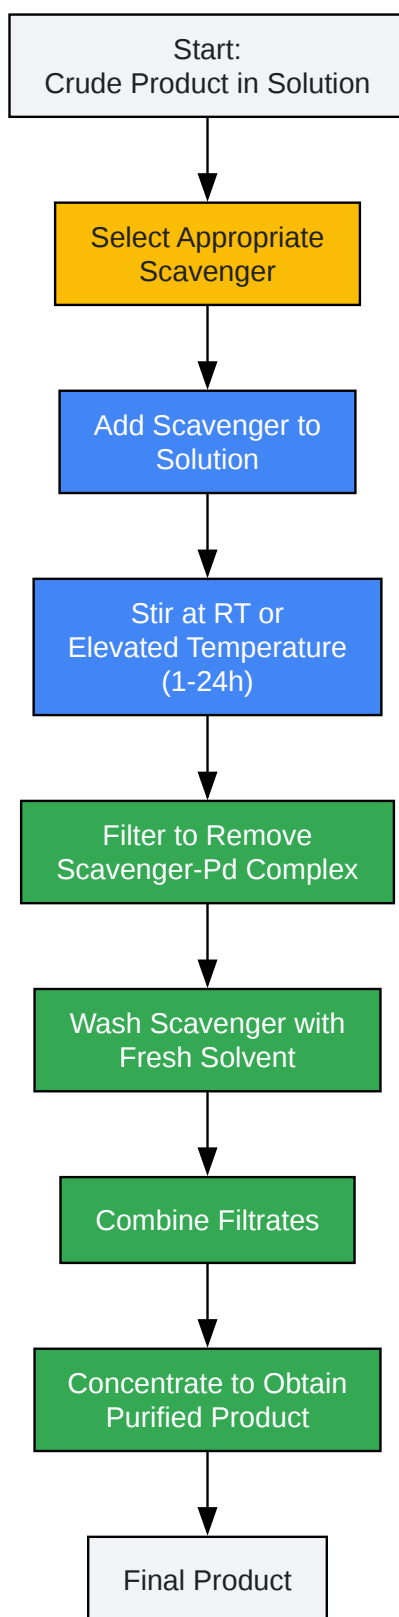 Start:
Crude Product in Solution
Select Appropriate
Scavenger
Add Scavenger to
Solution
Stir at RT or
Elevated Temperature
(1-24h)
Filter to Remove
Scavenger-Pd Complex
Wash Scavenger with
Fresh Solvent
Combine Filtrates
Concentrate to Obtain
Purified Product
Final Product